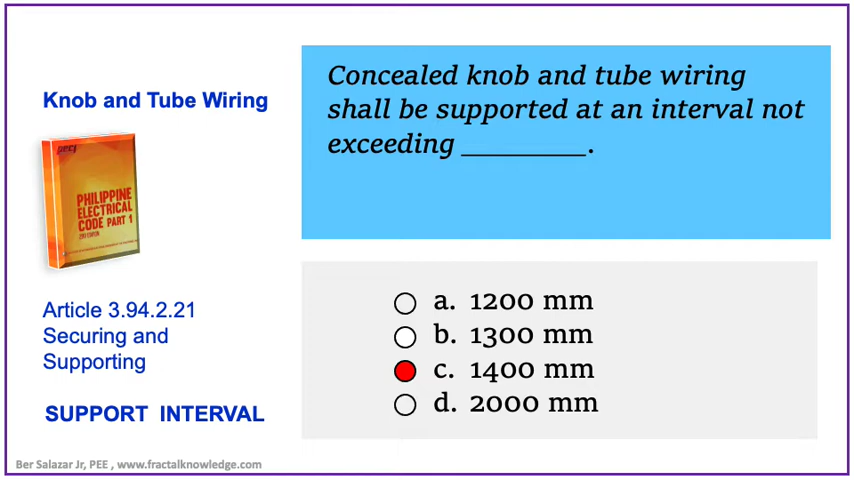 Knob and Tube Wiring
PHILIPPINE
ELECTRICAL
CODE PART 1
Article 3.94.2.21
Securing and
Supporting
SUPPORT INTERVAL
Concealed knob and tube wiring
shall be supported at an interval not
exceeding _________.
a. 1200 mm
b. 1300 mm
c. 1400 mm
d. 2000 mm
Ber Salazar Jr, PEE , www.fractalknowledge.com